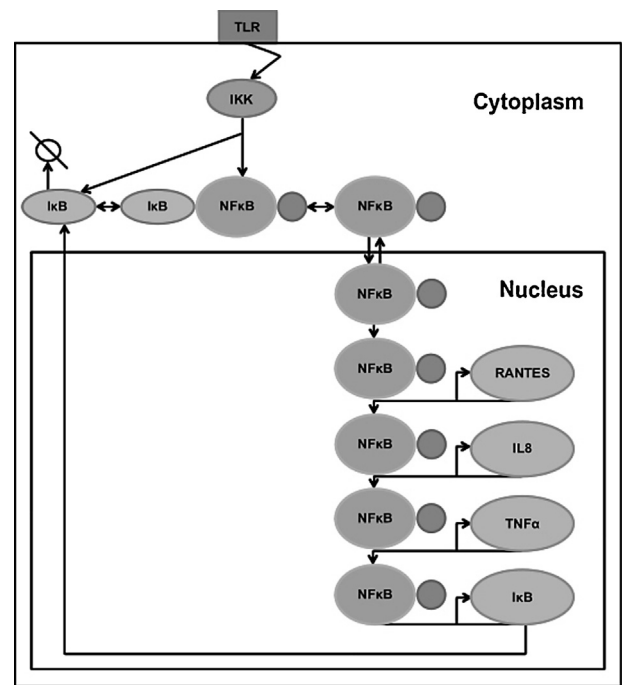 TLR
IKK
Cytoplasm
IκB
IκB
NFκB
NFκB
NFκB
Nucleus
NFκB
RANTES
NFκB
IL8
NFκB
TNFα
NFκB
IκB